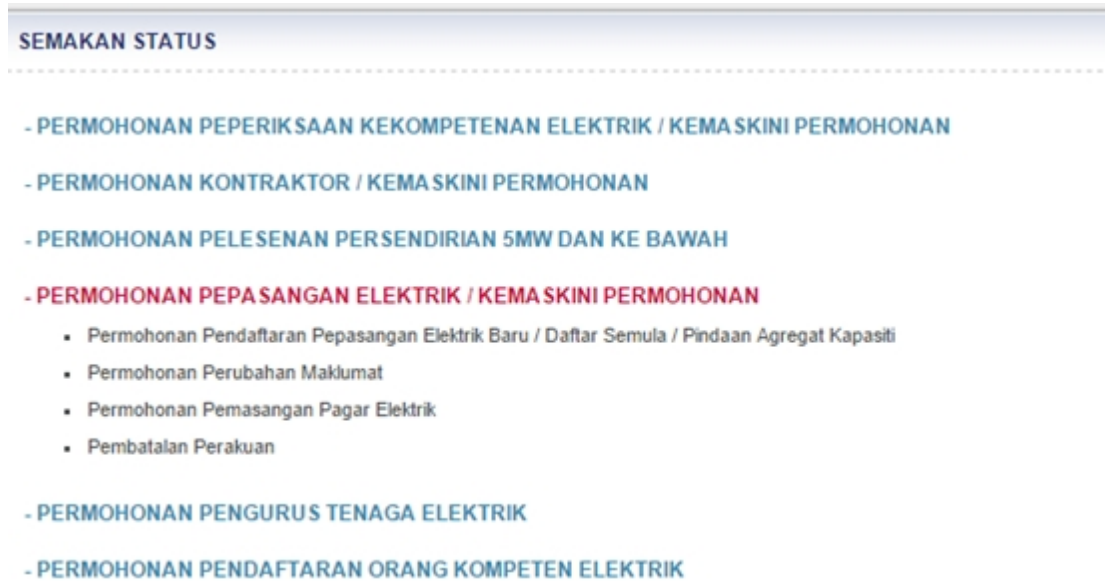 SEMAKAN STATUS
- PERMOHONAN PEPERIKSAAN KEKOMPETENAN ELEKTRIK / KEMASKINI PERMOHONAN
- PERMOHONAN KONTRAKTOR / KEMASKINI PERMOHONAN
- PERMOHONAN PELESENAN PERSENDIRIAN 5MW DAN KE BAWAH
- PERMOHONAN PEPASANGAN ELEKTRIK / KEMASKINI PERMOHONAN
▪ Permohonan Pendaftaran Pepasangan Elektrik Baru / Daftar Semula / Pindaan Agregat Kapasiti
▪ Permohonan Perubahan Maklumat
▪ Permohonan Pemasangan Pagar Elektrik
▪ Pembatalan Perakuan
- PERMOHONAN PENGURUS TENAGA ELEKTRIK
- PERMOHONAN PENDAFTARAN ORANG KOMPETEN ELEKTRIK